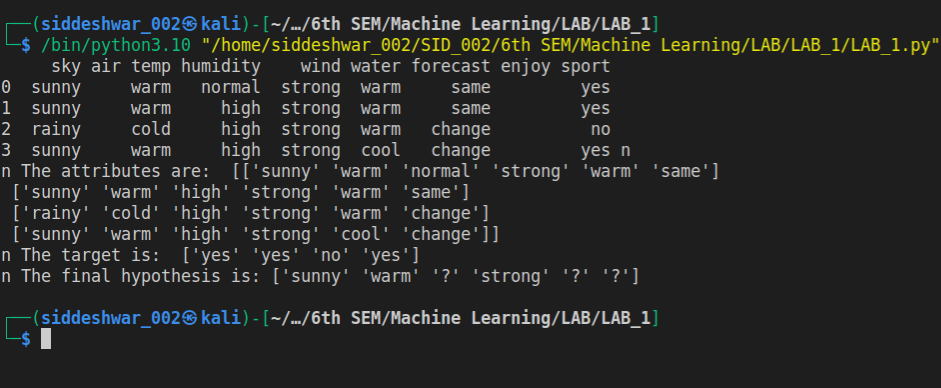 ┌──(siddeshwar_002㉿kali)-[~/…/6th SEM/Machine Learning/LAB/LAB_1]
└─$ /bin/python3.10 "/home/siddeshwar_002/SID_002/6th SEM/Machine Learning/LAB/LAB_1/LAB_1.py"
     sky air temp humidity    wind water forecast enjoy sport
0  sunny     warm   normal  strong  warm     same         yes
1  sunny     warm     high  strong  warm     same         yes
2  rainy     cold     high  strong  warm   change          no
3  sunny     warm     high  strong  cool   change         yes n
n The attributes are:  [['sunny' 'warm' 'normal' 'strong' 'warm' 'same']
 ['sunny' 'warm' 'high' 'strong' 'warm' 'same']
 ['rainy' 'cold' 'high' 'strong' 'warm' 'change']
 ['sunny' 'warm' 'high' 'strong' 'cool' 'change']]
n The target is:  ['yes' 'yes' 'no' 'yes']
n The final hypothesis is: ['sunny' 'warm' '?' 'strong' '?' '?']
┌──(siddeshwar_002㉿kali)-[~/…/6th SEM/Machine Learning/LAB/LAB_1]
└─$